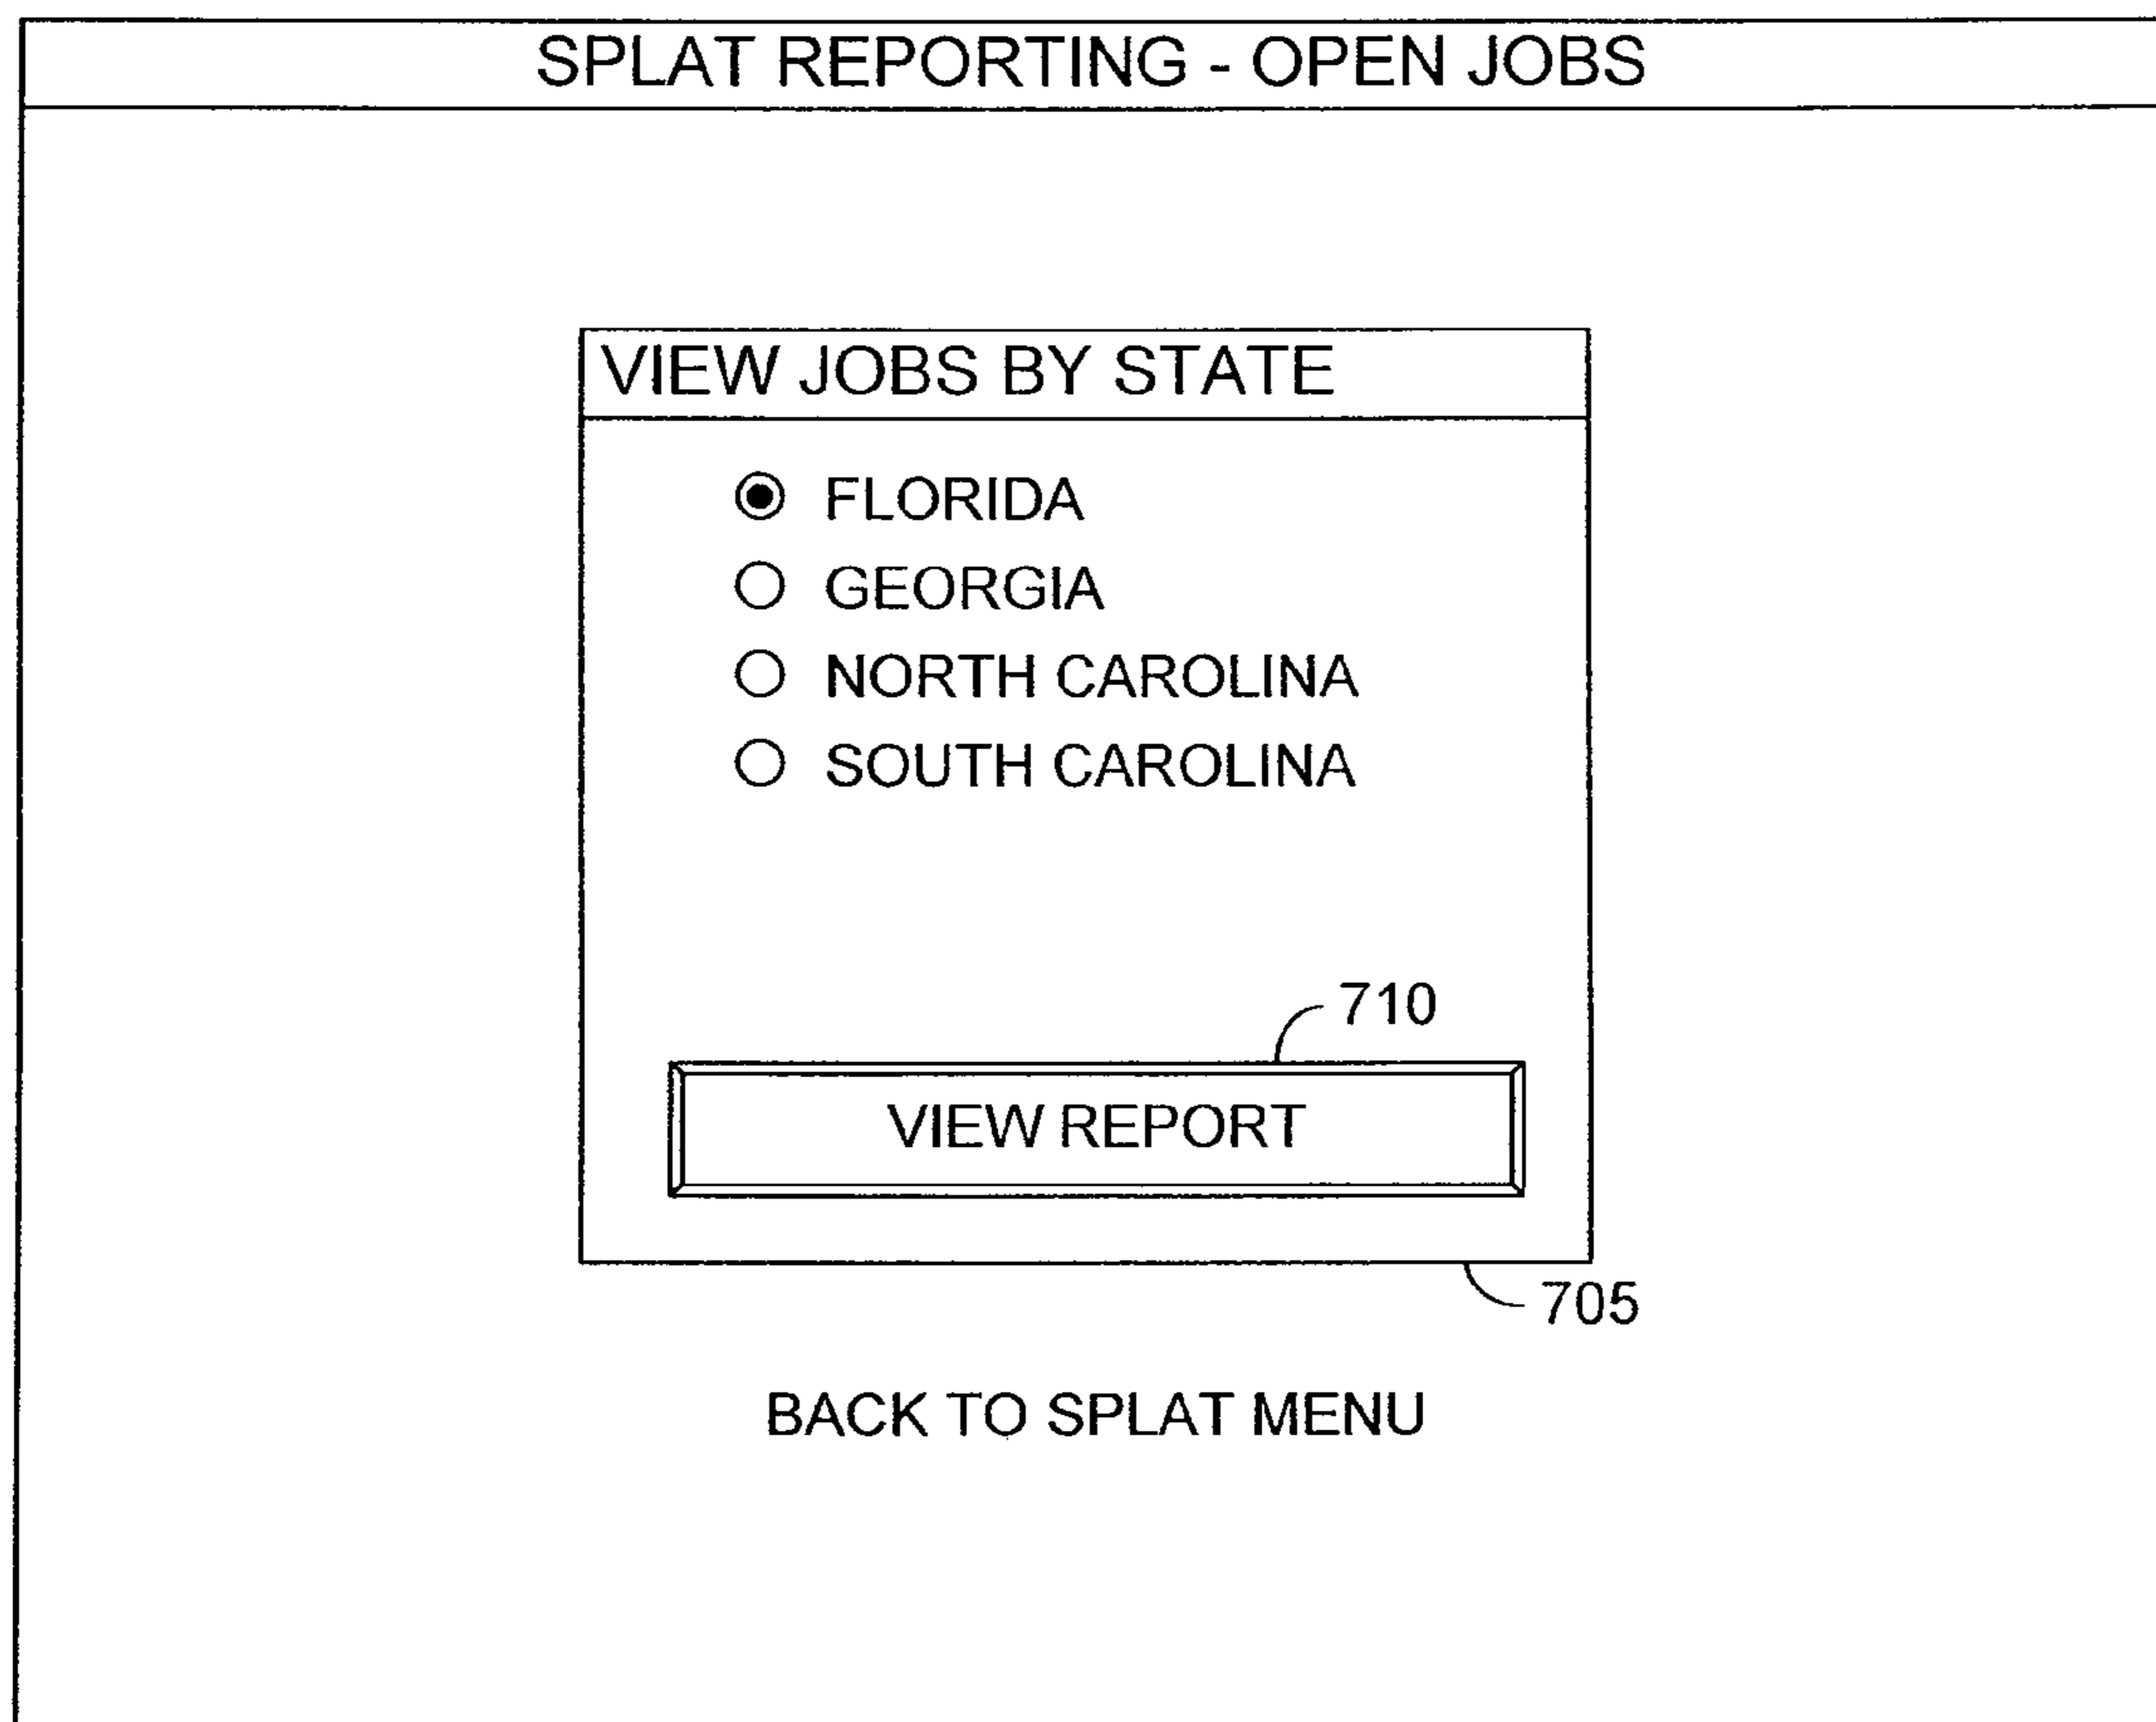 SPLAT REPORTING - OPEN JOBS
VIEW JOBS BY STATE
FLORIDA
GEORGIA
NORTH CAROLINA
SOUTH CAROLINA
710
VIEW REPORT
705
BACK TO SPLAT MENU